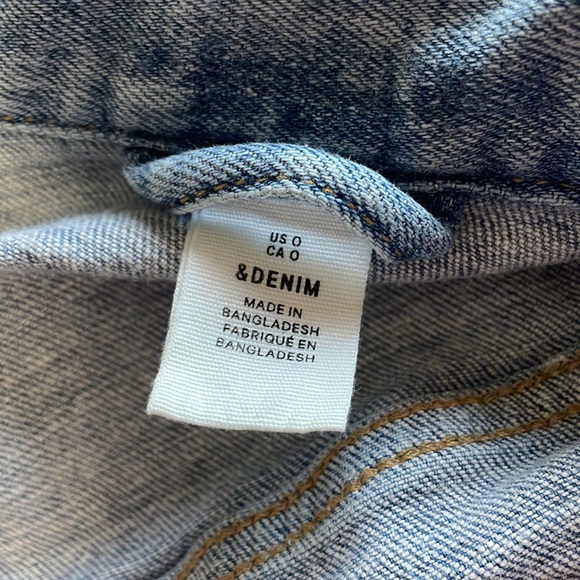 US 0
CA 0
&DENIM
MADE IN
BANGLADESH
FABRIQUÉ EN
BANGLADESH